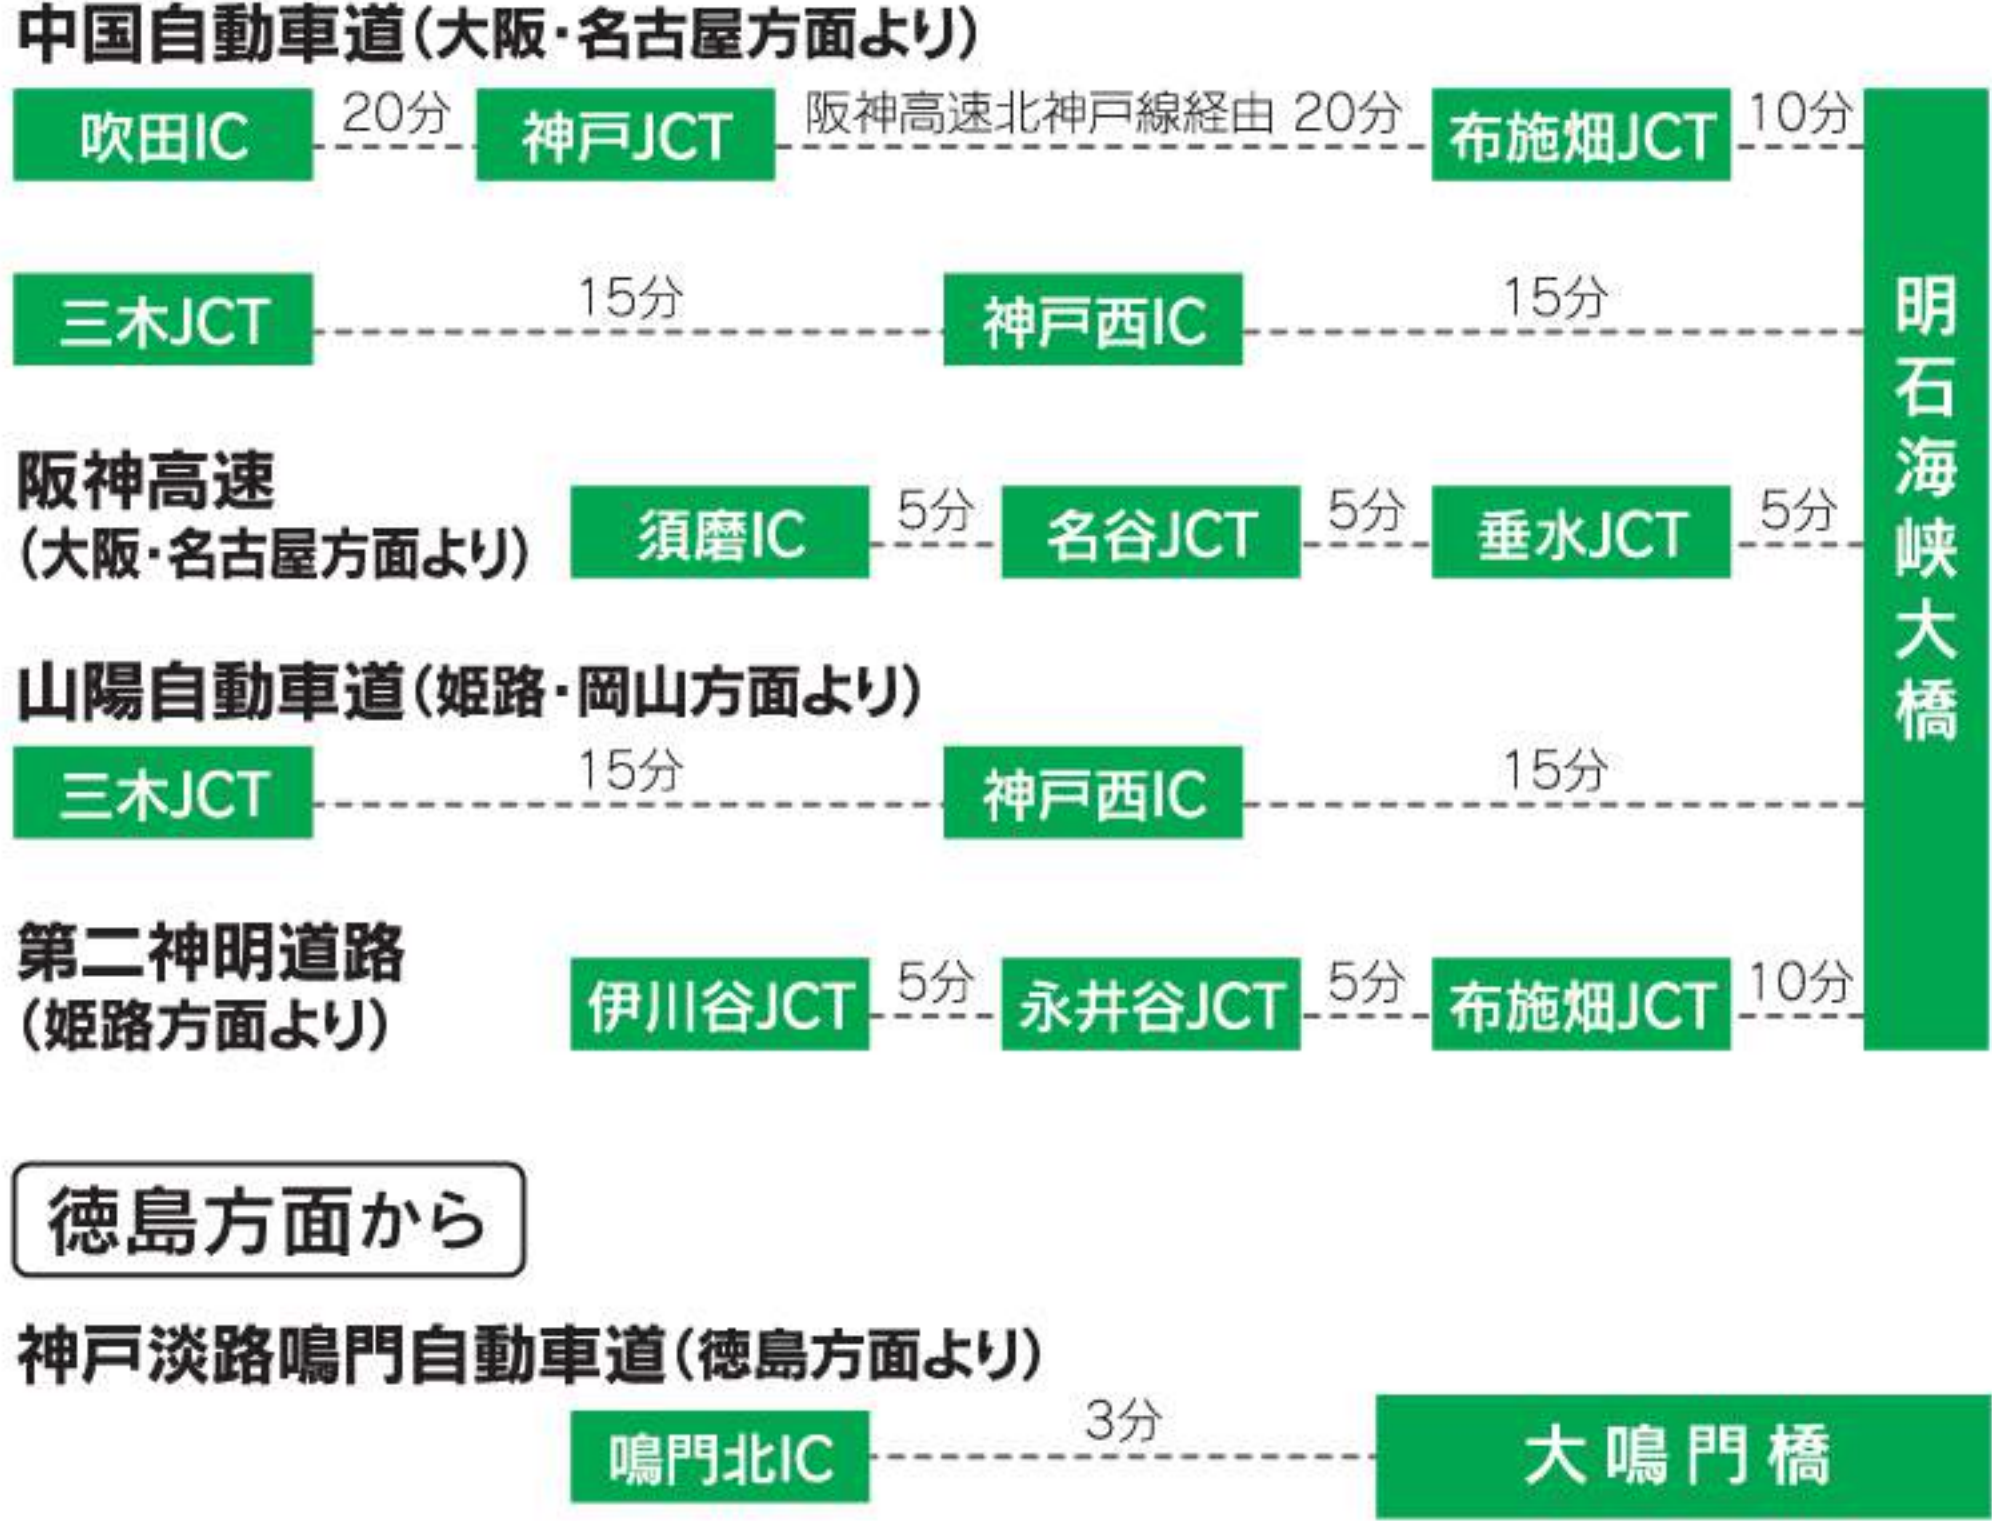 中国自動車道(大阪・名古屋方面より)
吹田IC 20分 神戸JCT 阪神高速北神戸線経由 20分 布施畑JCT 10分
三木JCT 15分 神戸西IC 15分
明石海峡大橋
阪神高速
(大阪・名古屋方面より)
須磨IC 5分 名谷JCT 5分 垂水JCT 5分
山陽自動車道(姫路・岡山方面より)
三木JCT 15分 神戸西IC 15分
第二神明道路
(姫路方面より)
伊川谷JCT 5分 永井谷JCT 5分 布施畑JCT 10分
徳島方面から
神戸淡路鳴門自動車道(徳島方面より)
鳴門北IC 3分 大鳴門橋